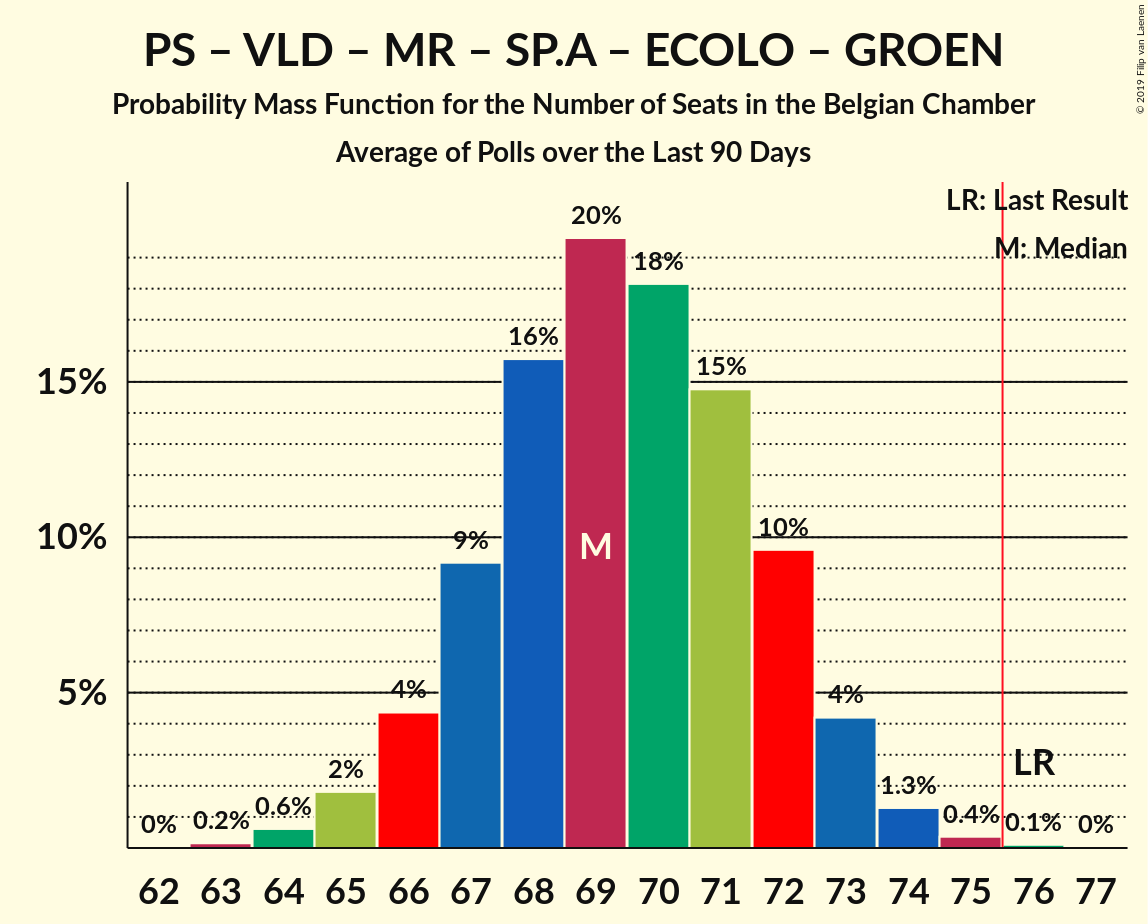 PS – VLD – MR – SP.A – ECOLO – GROEN
Probability Mass Function for the Number of Seats in the Belgian Chamber
Average of Polls over the Last 90 Days
© 2019 Filip van Laenen
LR: Last Result
M: Median
20%
18%
16%
15%
15%
10%
10%
9%
M
5%
4%
4%
LR
2%
1.3%
0.6%
0.4%
0% 0.2% 0.1% 0%
62 63 64 65 66 67 68 69 70 71 72 73 74 75 76 77